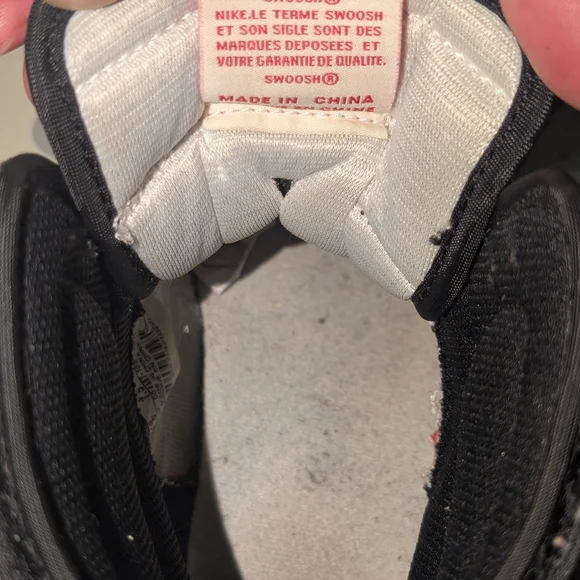 SWOOSH®
NIKE.LE TERME SWOOSH
ET SON SIGLE SONT DES
MARQUES DEPOSEES ET
VOTRE GARANTIE DE QUALITE.
SWOOSH®
MADE IN CHINA